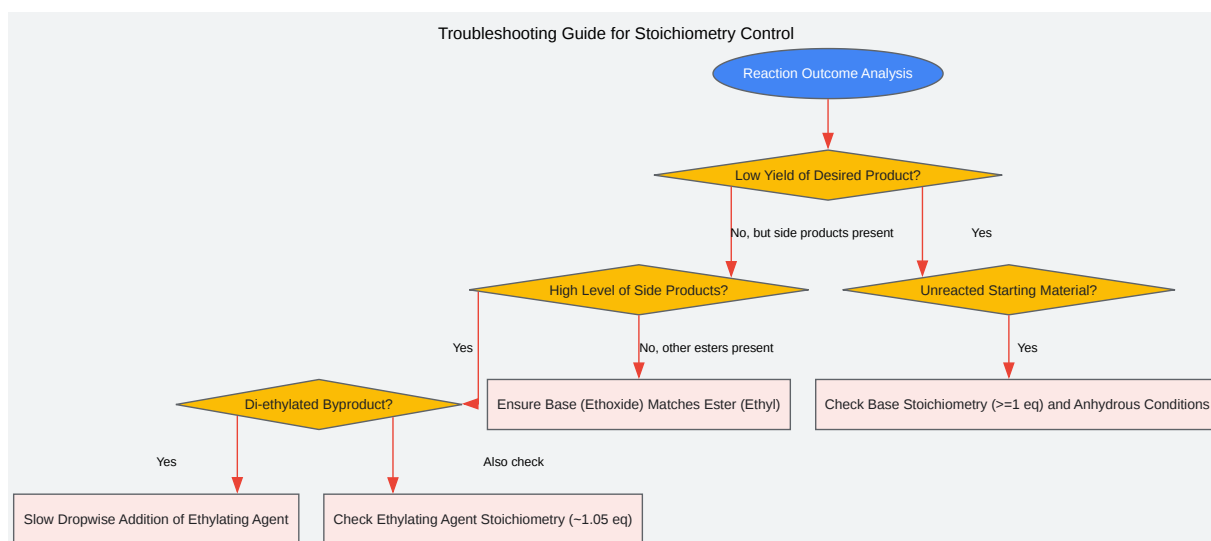 Troubleshooting Guide for Stoichiometry Control
Reaction Outcome Analysis
Low Yield of Desired Product?
No, but side products present
Yes
High Level of Side Products?
Unreacted Starting Material?
Yes
No, other esters present
Yes
Di-ethylated Byproduct?
Ensure Base (Ethoxide) Matches Ester (Ethyl)
Check Base Stoichiometry (>=1 eq) and Anhydrous Conditions
Yes
Also check
Slow Dropwise Addition of Ethylating Agent
Check Ethylating Agent Stoichiometry (~1.05 eq)